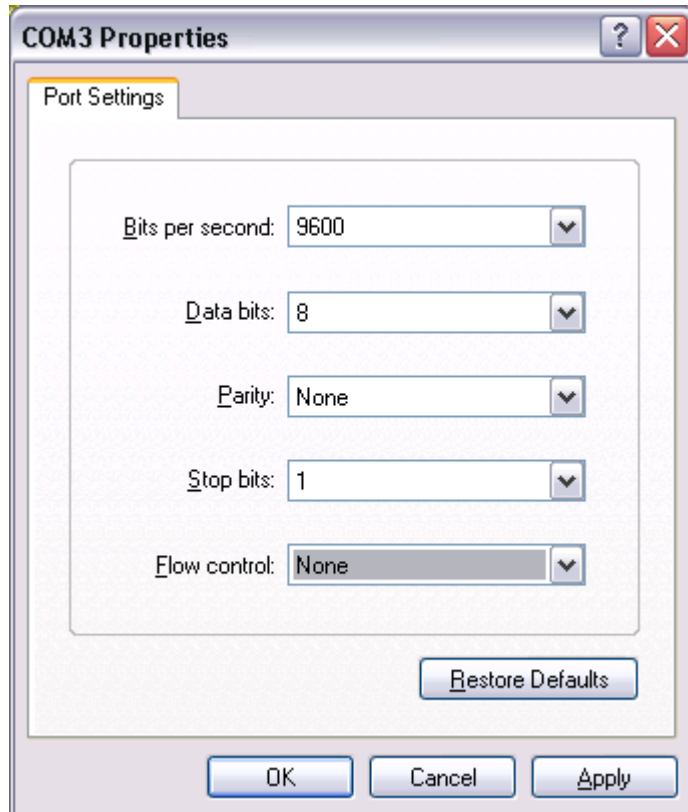 COM3 Properties
Port Settings
Bits per second: 9600
Data bits: 8
Parity: None
Stop bits: 1
Flow control: None
Restore Defaults
OK Cancel Apply